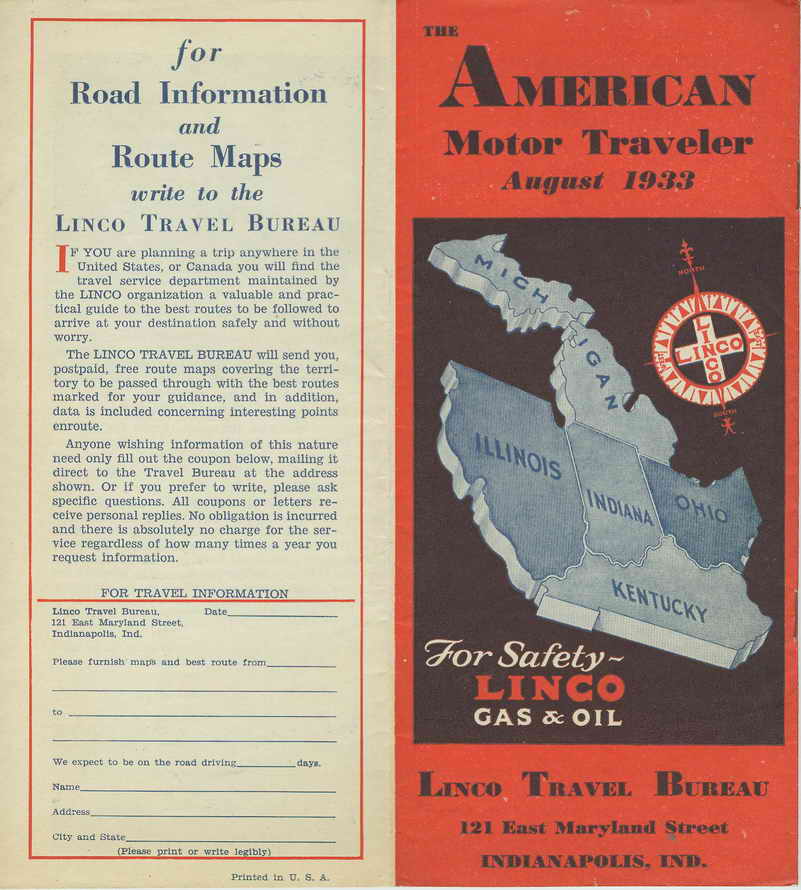 for
Road Information
and
Route Maps
write to the
LINCO TRAVEL BUREAU
IF YOU are planning a trip anywhere in the
United States, or Canada you will find the
travel service department maintained by
the LINCO organization a valuable and prac-
tical guide to the best routes to be followed to
arrive at your destination safely and without
worry.
The LINCO TRAVEL BUREAU will send you,
postpaid, free route maps covering the terri-
tory to be passed through with the best routes
marked for your guidance, and in addition,
data is included concerning interesting points
enroute.
Anyone wishing information of this nature
need only fill out the coupon below, mailing it
direct to the Travel Bureau at the address
shown. Or if you prefer to write, please ask
specific questions. All coupons or letters re-
ceive personal replies. No obligation is incurred
and there is absolutely no charge for the ser-
vice regardless of how many times a year you
request information.
FOR TRAVEL INFORMATION
Linco Travel Bureau, Date
121 East Maryland Street,
Indianapolis, Ind.
Please furnish maps and best route from
to
We expect to be on the road driving days.
Name
Address
City and State
(Please print or write legibly)
Printed in U. S. A.
THE
AMERICAN
Motor Traveler
August 1933
MICHIGAN
NORTH
WEST
EAST
LINCO
LINCO
SOUTH
ILLINOIS
INDIANA
OHIO
KENTUCKY
For Safety~
LINCO
GAS & OIL
LINCO TRAVEL BUREAU
121 East Maryland Street
INDIANAPOLIS, IND.